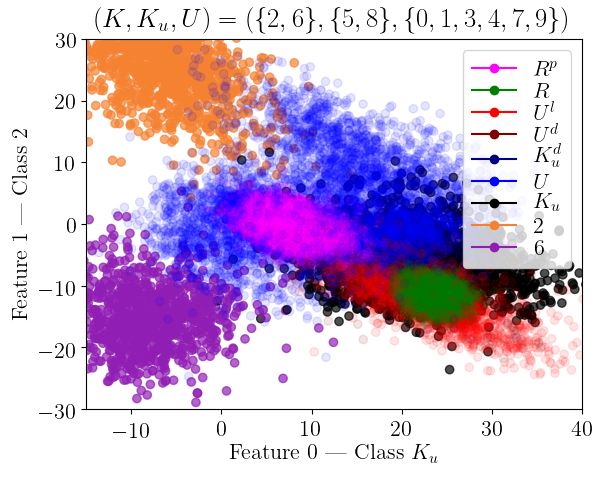 (K, K_u, U) = ({2, 6}, {5, 8}, {0, 1, 3, 4, 7, 9})
30
20
10
0
−10
−20
−30
Feature 1 — Class 2
R^p
R
U^l
U^d
K_u^d
U
K_u
2
6
−10
0
10
20
30
40
Feature 0 — Class K_u